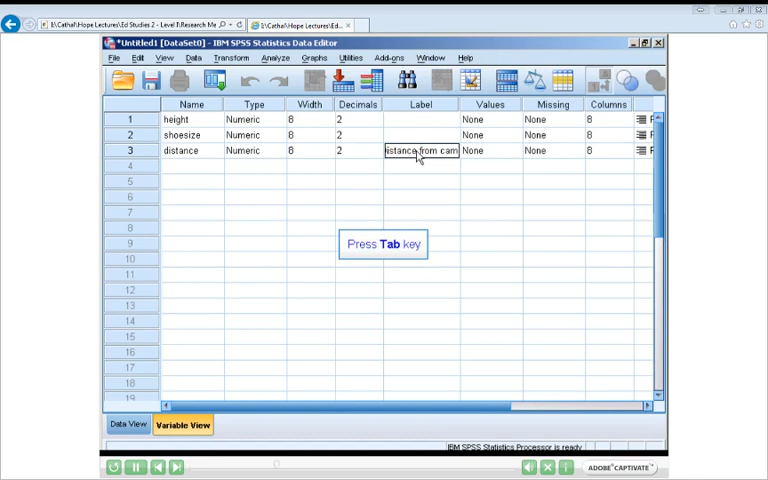 E:\Cathal\Hope Lectures\Ed Studies 2 - Level I\Research Me
E:\Cathal\Hope Lectures\Ed...
*Untitled1 [DataSet0] - IBM SPSS Statistics Data Editor
File Edit View Data Transform Analyze Graphs Utilities Add-ons Window Help
Name Type Width Decimals Label Values Missing Columns
1 height Numeric 8 2 None None 8 R
2 shoesize Numeric 8 2 None None 8 R
3 distance Numeric 8 2 istance from cam None None 8 R
4
5
6
7
8
9
10
11
12
13
14
15
16
17
18
19
Press Tab key
Data View Variable View
IBM SPSS Statistics Processor is ready
ADOBE® CAPTIVATE™